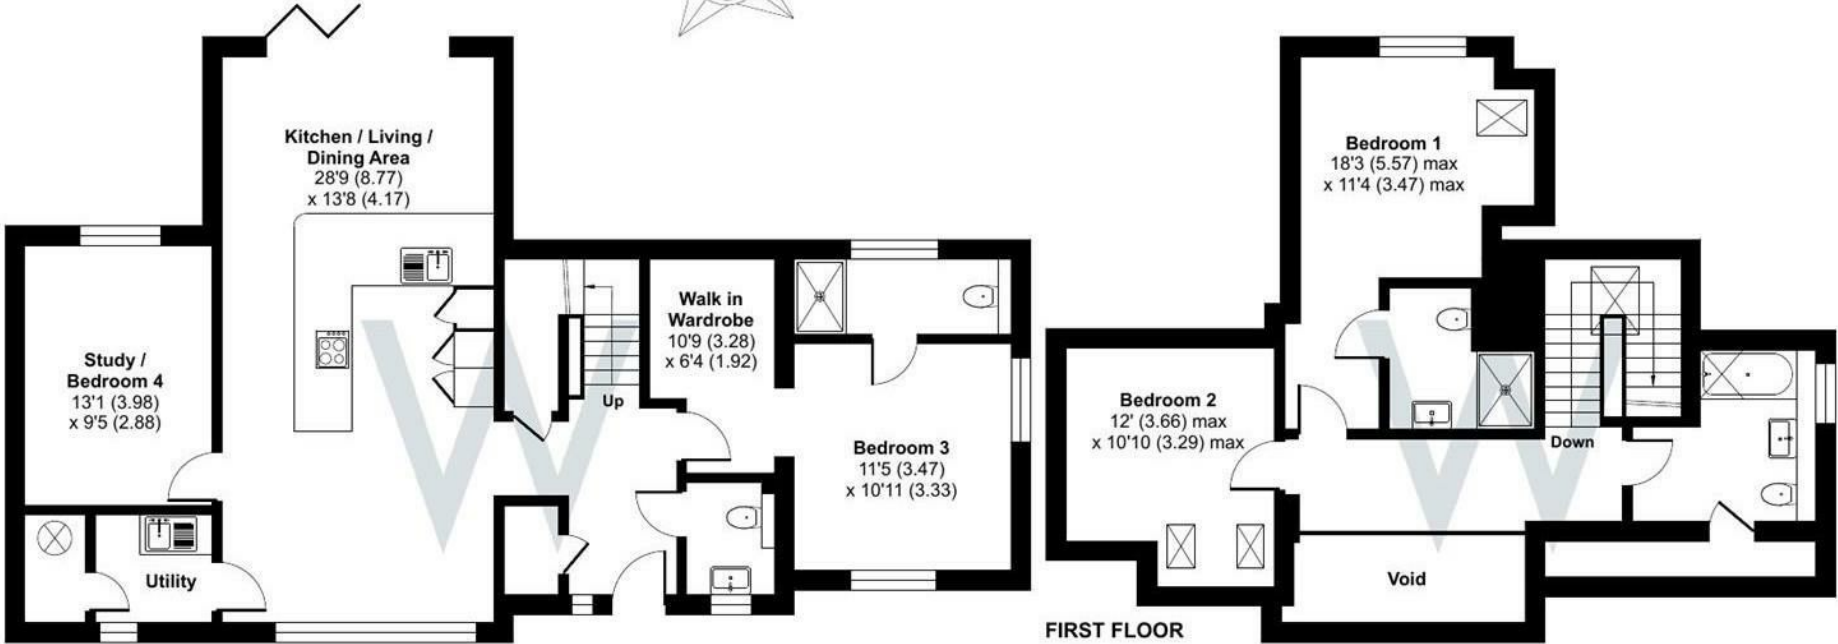 Kitchen / Living /
Dining Area
28'9 (8.77)
x 13'8 (4.17)
Study /
Bedroom 4
13'1 (3.98)
x 9'5 (2.88)
Utility
Up
Walk in
Wardrobe
10'9 (3.28)
x 6'4 (1.92)
Bedroom 3
11'5 (3.47)
x 10'11 (3.33)
Bedroom 1
18'3 (5.57) max
x 11'4 (3.47) max
Bedroom 2
12' (3.66) max
x 10'10 (3.29) max
Down
Void
FIRST FLOOR
W
W